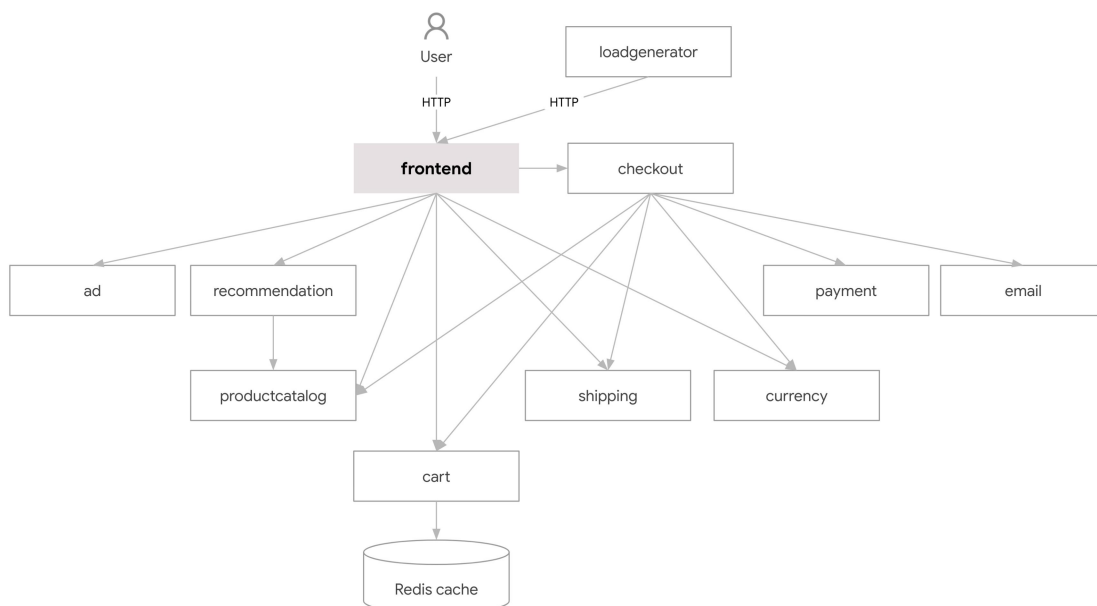 User
loadgenerator
HTTP
HTTP
frontend
checkout
ad
recommendation
payment
email
productcatalog
shipping
currency
cart
Redis cache